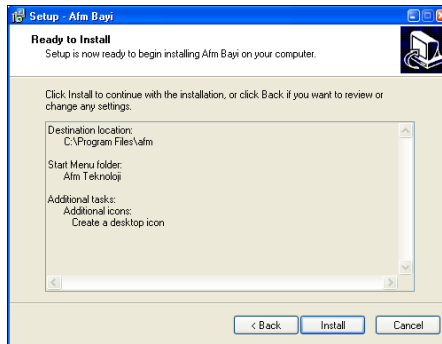 Setup - Afm Bayi
Ready to Install
Setup is now ready to begin installing Afm Bayi on your computer.
Click Install to continue with the installation, or click Back if you want to review or
change any settings.
Destination location:
C:\Program Files\afm
Start Menu folder:
Afm Teknoloji
Additional tasks:
Additional icons:
Create a desktop icon
< Back
Install
Cancel